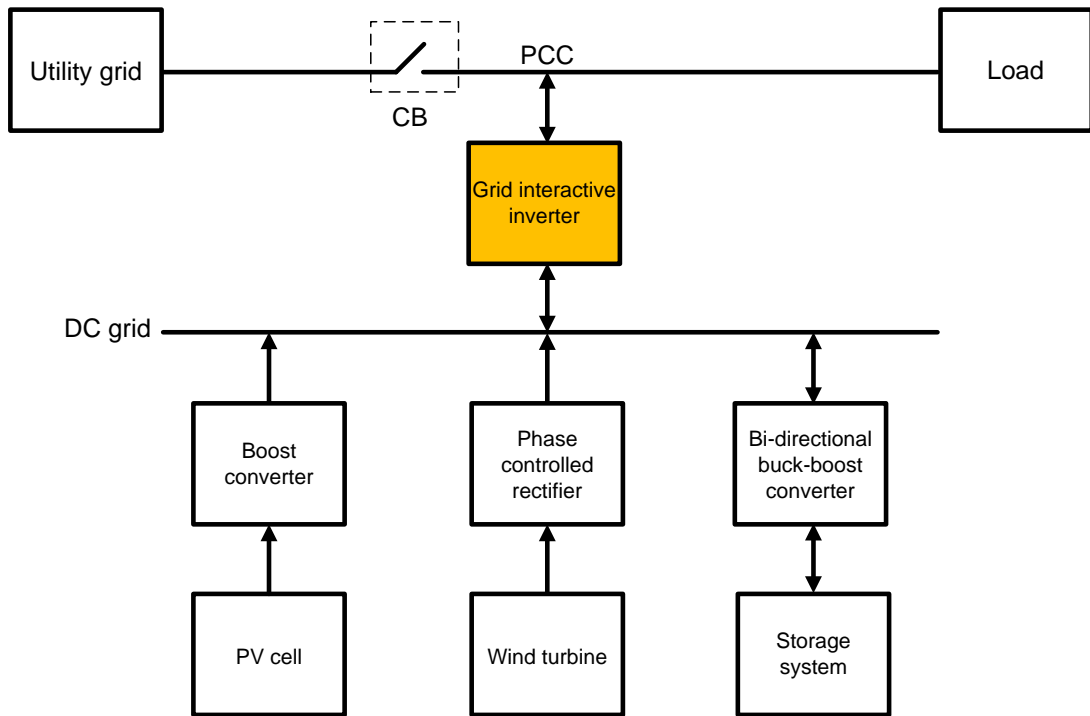 Utility grid
PCC
Load
CB
Grid interactive
inverter
DC grid
Boost
converter
Phase
controlled
rectifier
Bi-directional
buck-boost
converter
PV cell
Wind turbine
Storage
system